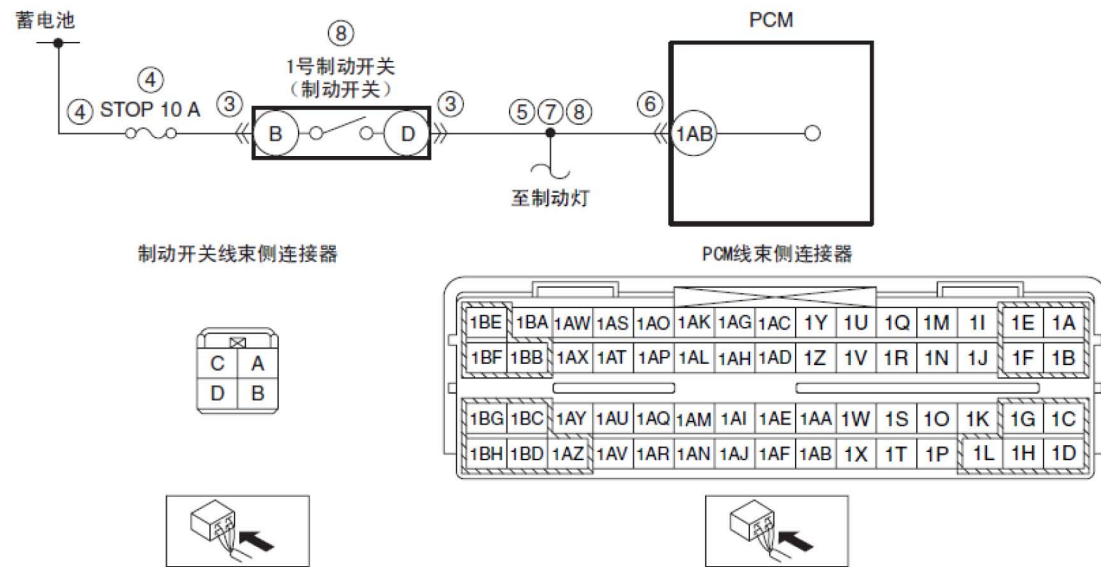 蓄电池
PCM
⑧
④
1号制动开关
（制动开关）
④ STOP 10 A ③
③
⑤⑦⑧
⑥
B
D
1AB
至制动灯
制动开关线束侧连接器
PCM线束侧连接器
1BE 1BA 1AW 1AS 1AO 1AK 1AG 1AC 1Y 1U 1Q 1M 1I 1E 1A
1BF 1BB 1AX 1AT 1AP 1AL 1AH 1AD 1Z 1V 1R 1N 1J 1F 1B
C A
D B
1BG 1BC 1AY 1AU 1AQ 1AM 1AI 1AE 1AA 1W 1S 1O 1K 1G 1C
1BH 1BD 1AZ 1AV 1AR 1AN 1AJ 1AF 1AB 1X 1T 1P 1L 1H 1D